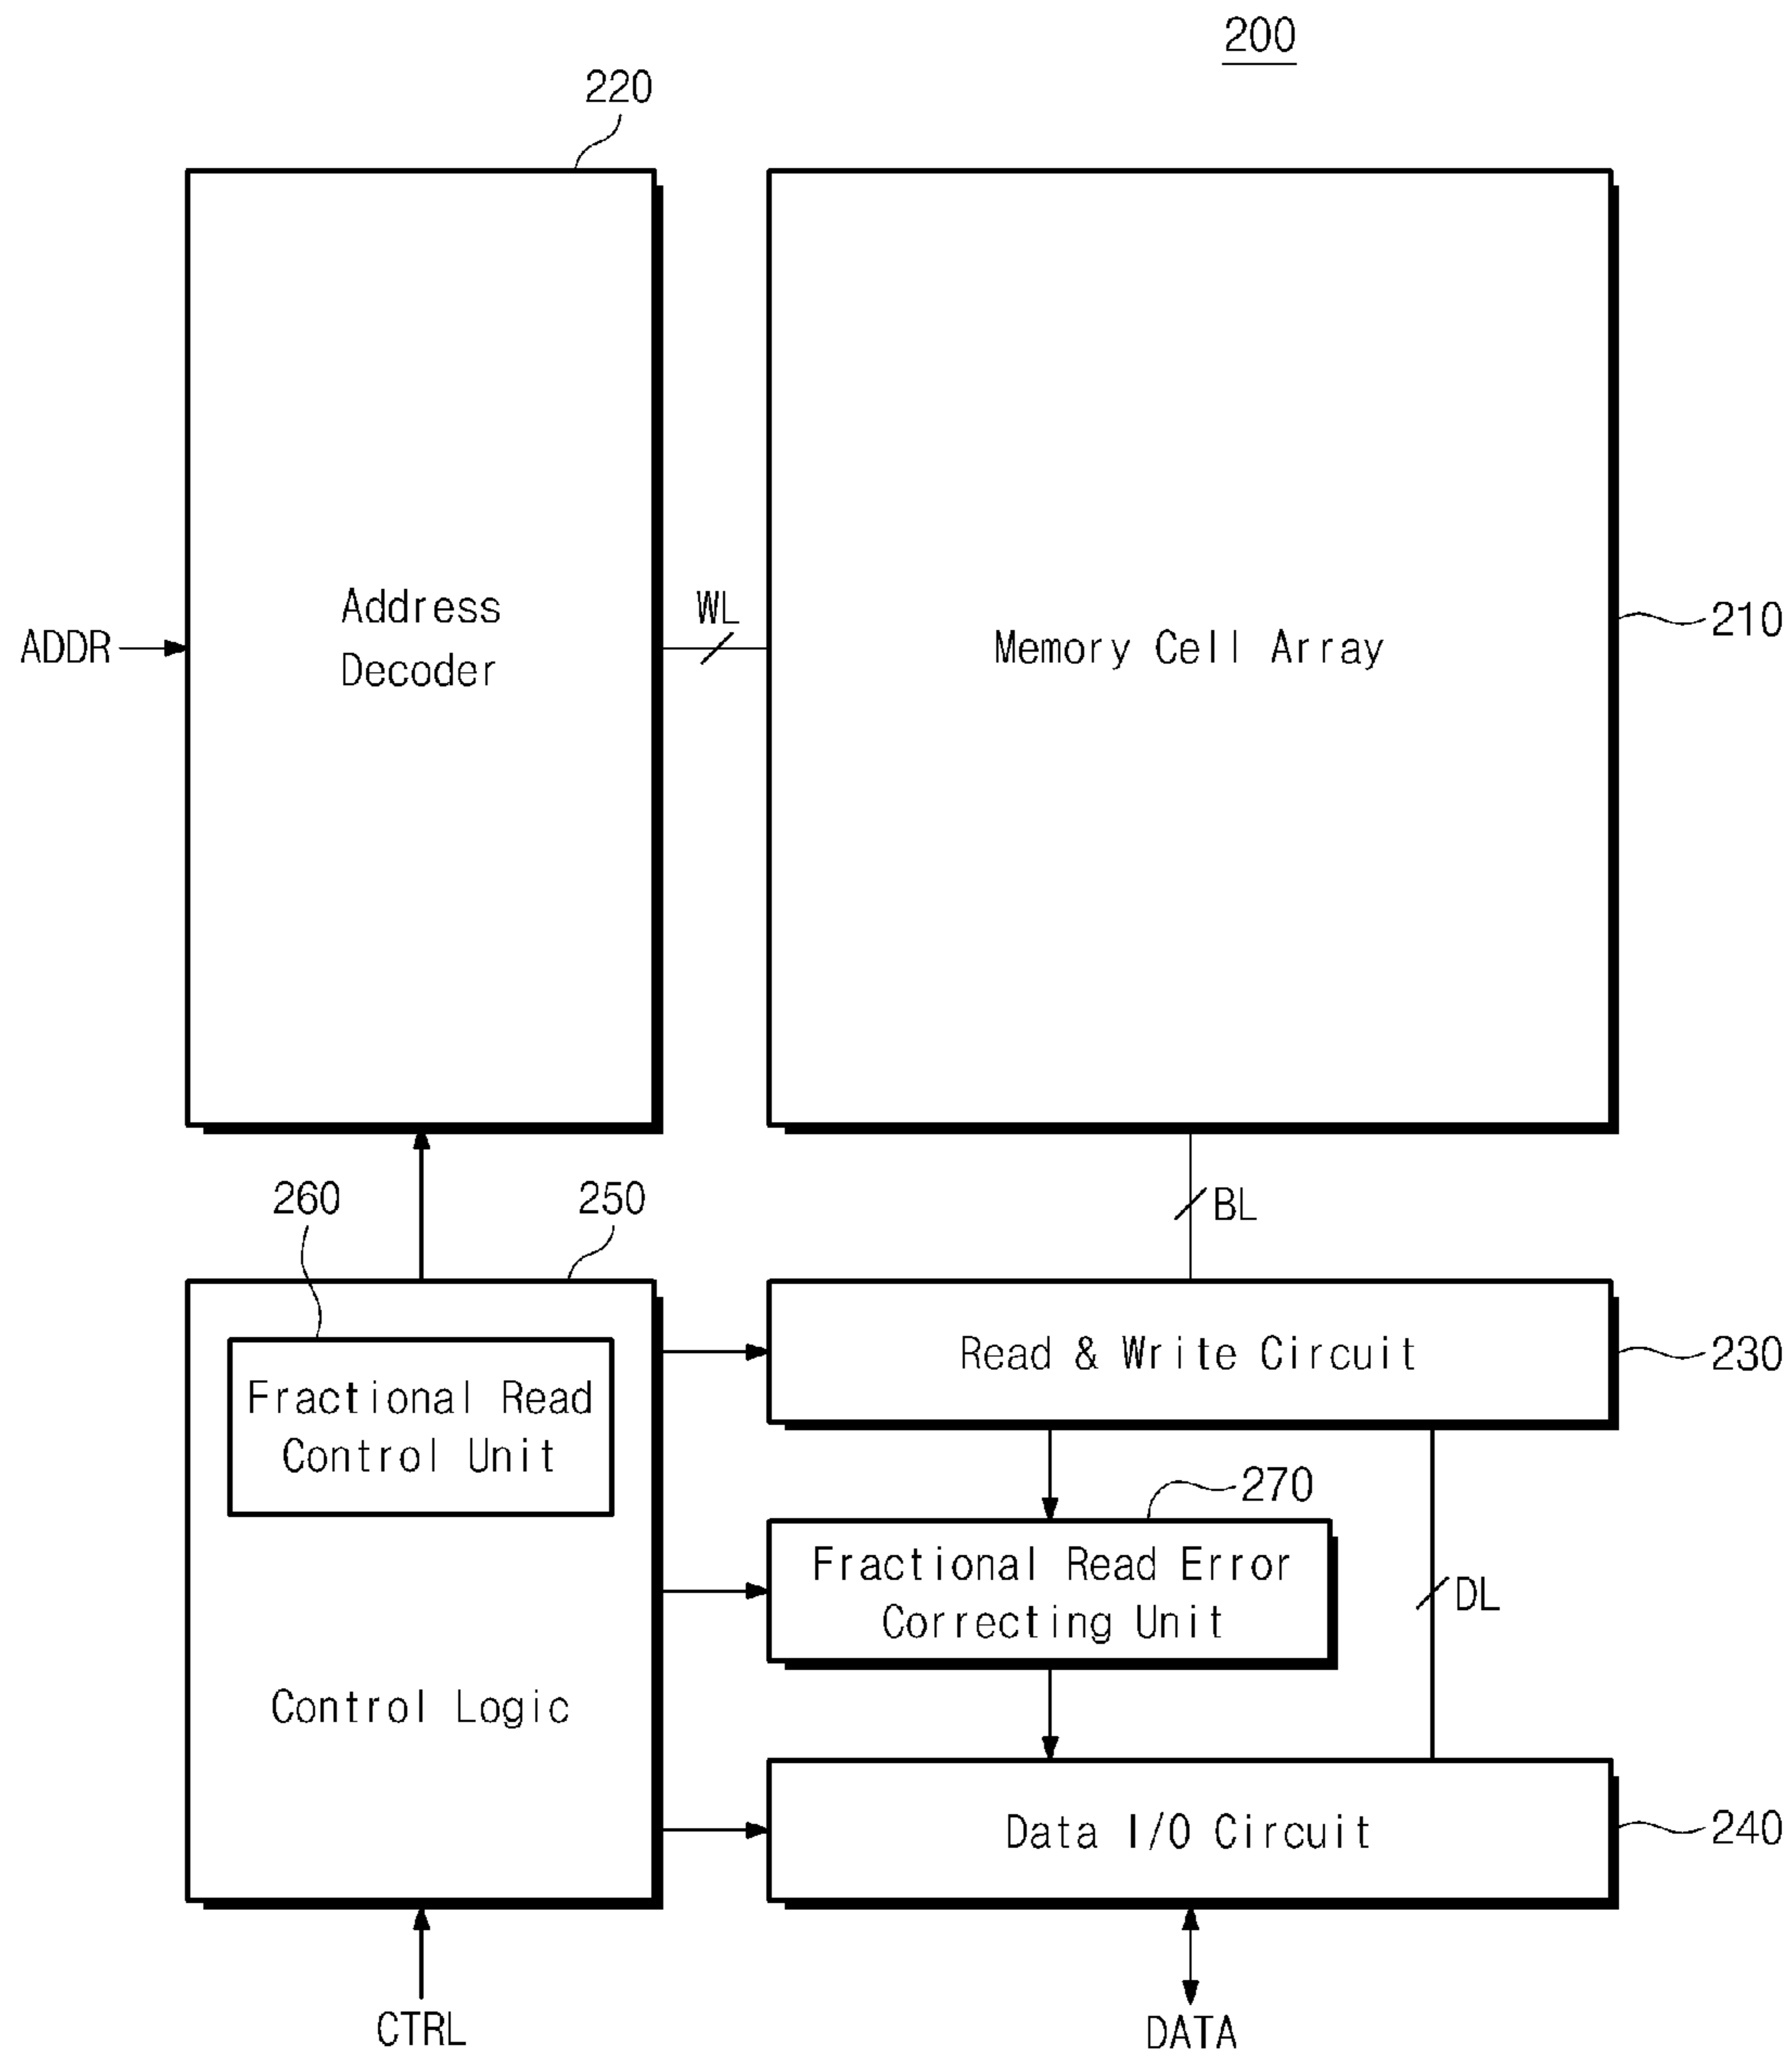 200
220
Address
Decoder
ADDR
WL
Memory Cell Array
210
260
250
BL
Fractional Read
Control Unit
Read & Write Circuit
230
270
Fractional Read Error
Correcting Unit
DL
Control Logic
Data I/O Circuit
240
CTRL
DATA